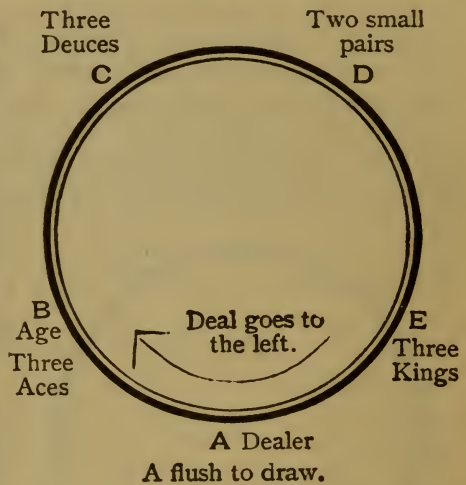 Three
Deuces
C
Two small
pairs
D
B
Age
Three
Aces
Deal goes to
the left.
E
Three
Kings
A Dealer
A flush to draw.